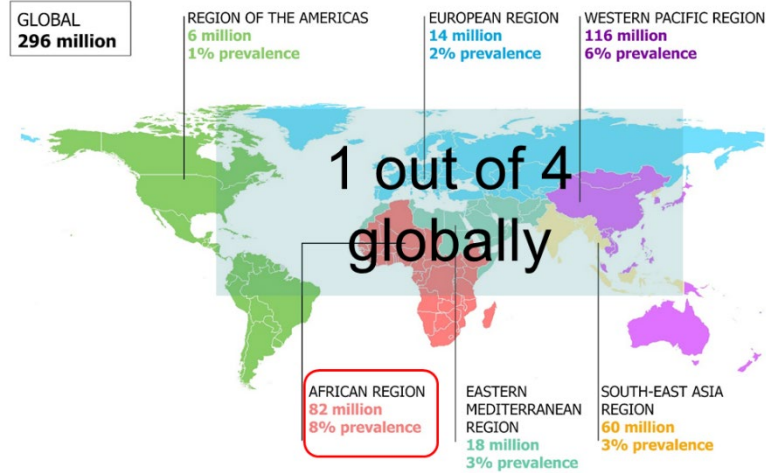 GLOBAL
296 million
REGION OF THE AMERICAS
6 million
1% prevalence
EUROPEAN REGION
14 million
2% prevalence
WESTERN PACIFIC REGION
116 million
6% prevalence
1 out of 4
globally
AFRICAN REGION
82 million
8% prevalence
EASTERN
MEDITERRANEAN
REGION
18 million
3% prevalence
SOUTH-EAST ASIA
REGION
60 million
3% prevalence